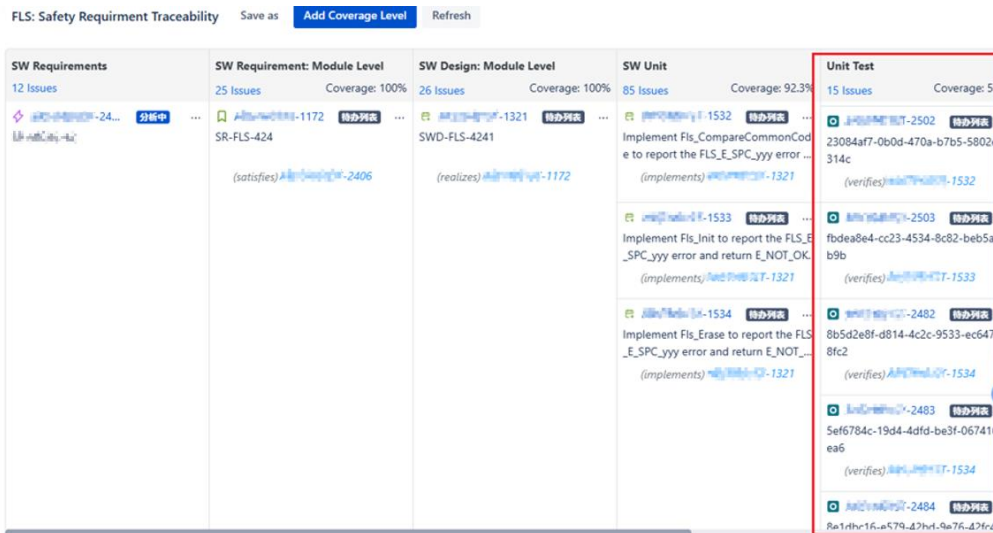 FLS: Safety Requirment Traceability Save as Add Coverage Level Refresh
SW Requirements
12 Issues
-24... 分析中 ...
SW Requirement: Module Level
25 Issues Coverage: 100%
-1172 待办列表 ...
SR-FLS-424
(satisfies) -2406
SW Design: Module Level
26 Issues Coverage: 100%
-1321 待办列表 ...
SWD-FLS-4241
(realizes) -1172
SW Unit
85 Issues Coverage: 92.3%
-1532 待办列表 ...
Implement Fls_CompareCommonCod
e to report the FLS_E_SPC_yyy error ...
(implements) -1321
-1533 待办列表 ...
Implement Fls_Init to report the FLS_E
_SPC_yyy error and return E_NOT_OK.
(implements) -1321
-1534 待办列表 ...
Implement Fls_Erase to report the FLS
_E_SPC_yyy error and return E_NOT_...
(implements) -1321
Unit Test
15 Issues Coverage: 5
-2502 待办列表
23084af7-0b0d-470a-b7b5-5802
314c
(verifies) -1532
-2503 待办列表
fbdea8e4-cc23-4534-8c82-beb5a
b9b
(verifies) -1533
-2482 待办列表
8b5d2e8f-d814-4c2c-9533-ec647
8fc2
(verifies) -1534
-2483 待办列表
5ef6784c-19d4-4dfd-be3f-06741
ea6
(verifies) -1534
-2484 待办列表
8e1dbc16-e579-42bd-9e76-42fc